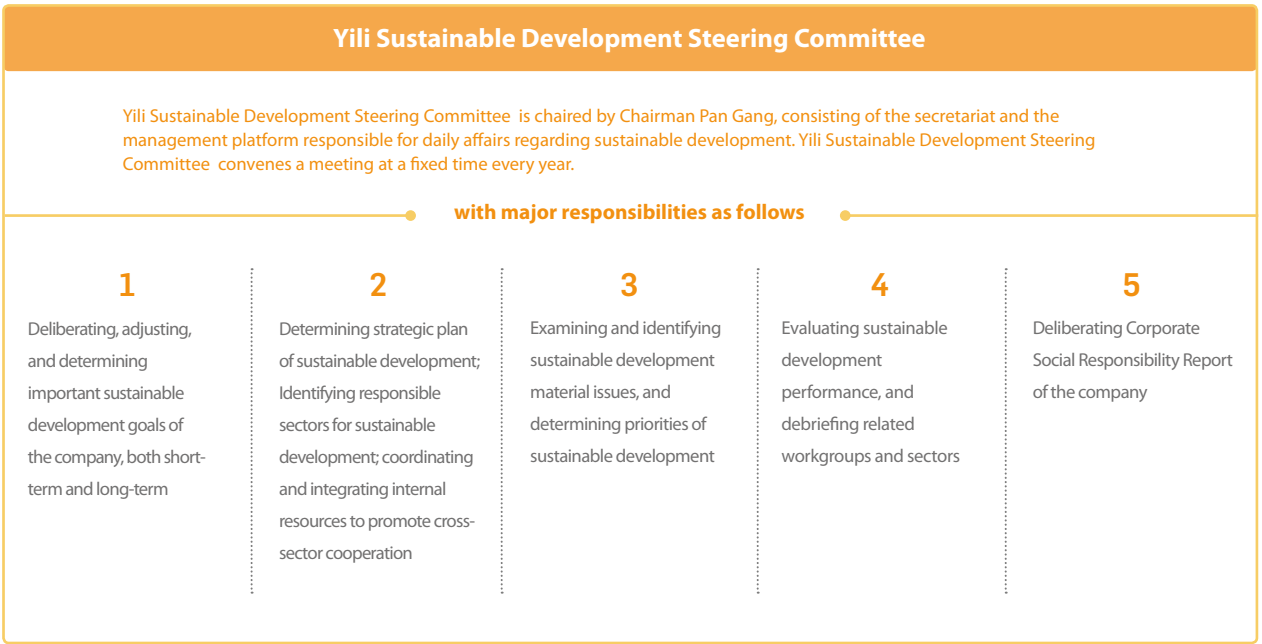 Yili Sustainable Development Steering Committee
Yili Sustainable Development Steering Committee is chaired by Chairman Pan Gang, consisting of the secretariat and the
management platform responsible for daily affairs regarding sustainable development. Yili Sustainable Development Steering
Committee convenes a meeting at a fixed time every year.
with major responsibilities as follows
1
Deliberating, adjusting,
and determining
important sustainable
development goals of
the company, both short-
term and long-term
2
Determining strategic plan
of sustainable development;
Identifying responsible
sectors for sustainable
development; coordinating
and integrating internal
resources to promote cross-
sector cooperation
3
Examining and identifying
sustainable development
material issues, and
determining priorities of
sustainable development
4
Evaluating sustainable
development
performance, and
debriefing related
workgroups and sectors
5
Deliberating Corporate
Social Responsibility Report
of the company